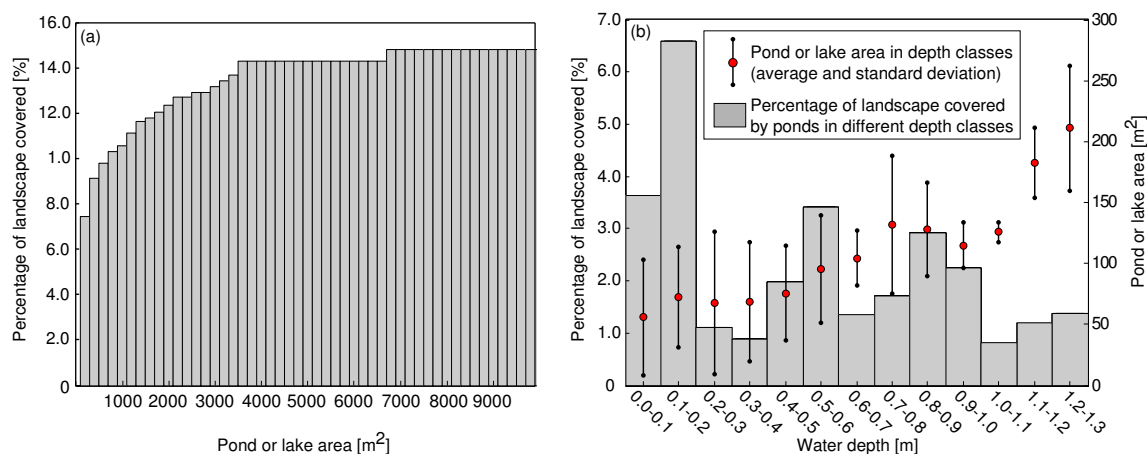 (a)
Percentage of landscape covered [%]
16.0
14.0
12.0
1.0
8.0
6.0
4.0
2.0
0
1000 2000 3000 4000 5000 6000 7000 8000 9000
Pond or lake area [m²]
(b)
Percentage of landscape covered [%]
7.0
6.0
5.0
4.0
3.0
2.0
1.0
0
Pond or lake area in depth classes
(average and standard deviation)
Percentage of landscape covered
by ponds in different depth classes
300
250
200
150
100
50
0
Pond or lake area [m²]
0.0-0.1 0.1-0.2 0.2-0.3 0.3-0.4 0.4-0.5 0.5-0.6 0.6-0.7 0.7-0.8 0.8-0.9 0.9-1.0 1.0-1.1 1.1-1.2 1.2-1.3
Water depth [m]